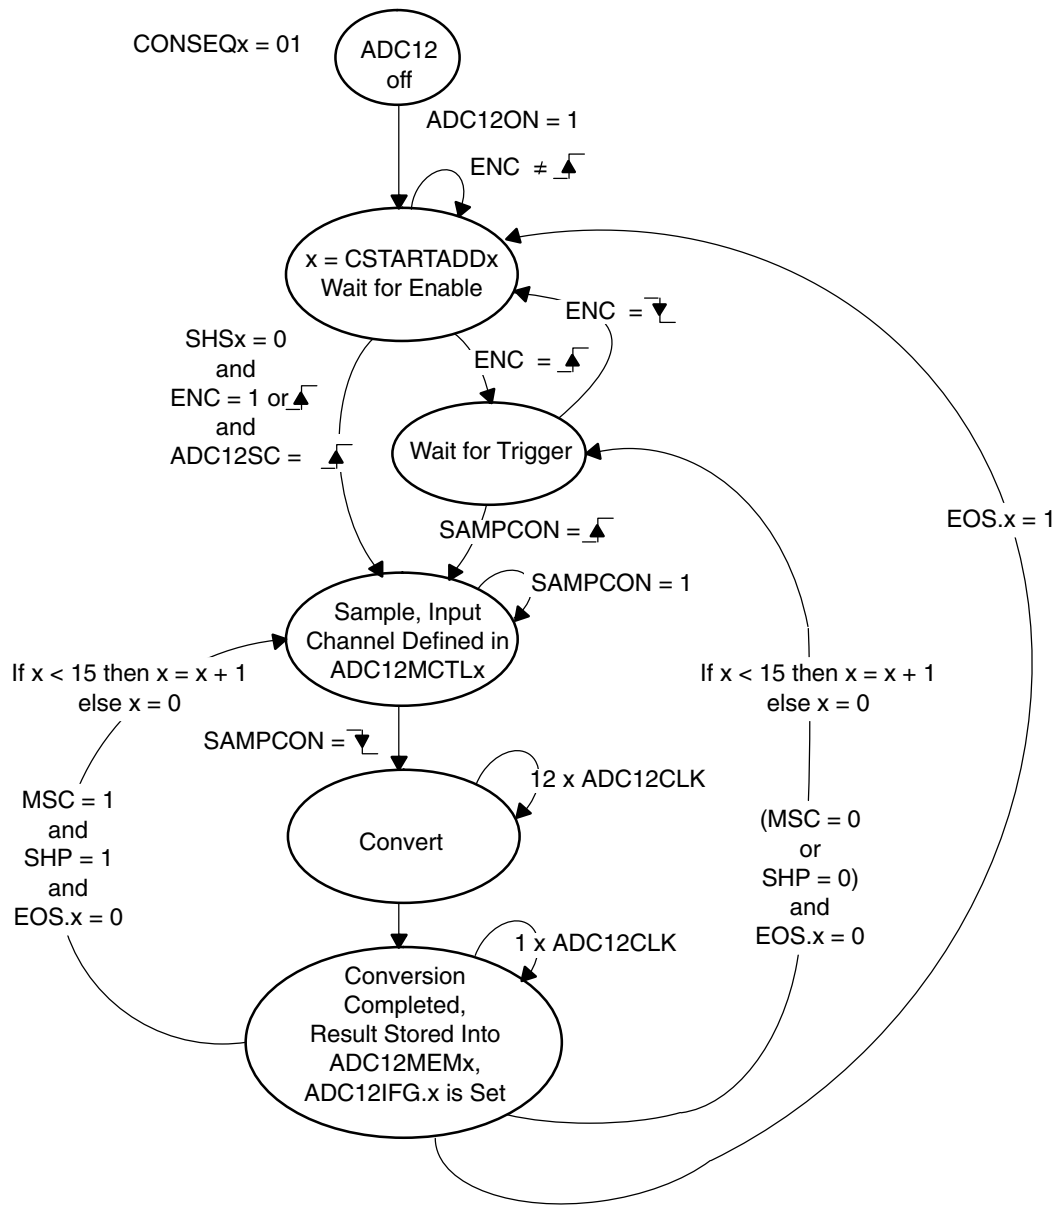 CONSEQx = 01
ADC12
off
ADC12ON = 1
ENC ≠
x = CSTARTADDx
Wait for Enable
ENC =
SHSx = 0
and
ENC = 1 or
and
ADC12SC =
ENC =
Wait for Trigger
SAMPCON =
EOS.x = 1
SAMPCON = 1
Sample, Input
Channel Defined in
ADC12MCTLx
If x < 15 then x = x + 1
else x = 0
If x < 15 then x = x + 1
else x = 0
SAMPCON =
12 x ADC12CLK
MSC = 1
and
SHP = 1
and
EOS.x = 0
Convert
(MSC = 0
or
SHP = 0)
and
EOS.x = 0
1 x ADC12CLK
Conversion
Completed,
Result Stored Into
ADC12MEMx,
ADC12IFG.x is Set